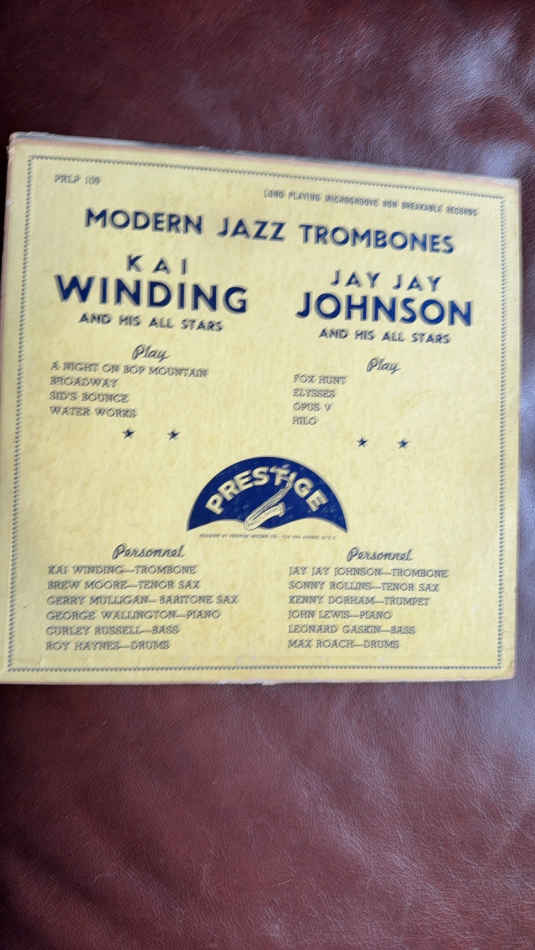 PRLP 109
LONG PLAYING MICROGROOVE NON BREAKABLE RECORDS
MODERN JAZZ TROMBONES
KAI
WINDING
AND HIS ALL STARS
Play
A NIGHT ON BOP MOUNTAIN
BROADWAY
SID'S BOUNCE
WATER WORKS
JAY JAY
JOHNSON
AND HIS ALL STARS
Play
FOX HUNT
ELYSSES
OPUS V
HILO
PRESTIGE
Personnel
KAI WINDING—TROMBONE
BREW MOORE—TENOR SAX
GERRY MULLIGAN—BARITONE SAX
GEORGE WALLINGTON—PIANO
CURLEY RUSSELL—BASS
ROY HAYNES—DRUMS
Personnel
JAY JAY JOHNSON—TROMBONE
SONNY ROLLINS—TENOR SAX
KENNY DORHAM—TRUMPET
JOHN LEWIS—PIANO
LEONARD GASKIN—BASS
MAX ROACH—DRUMS